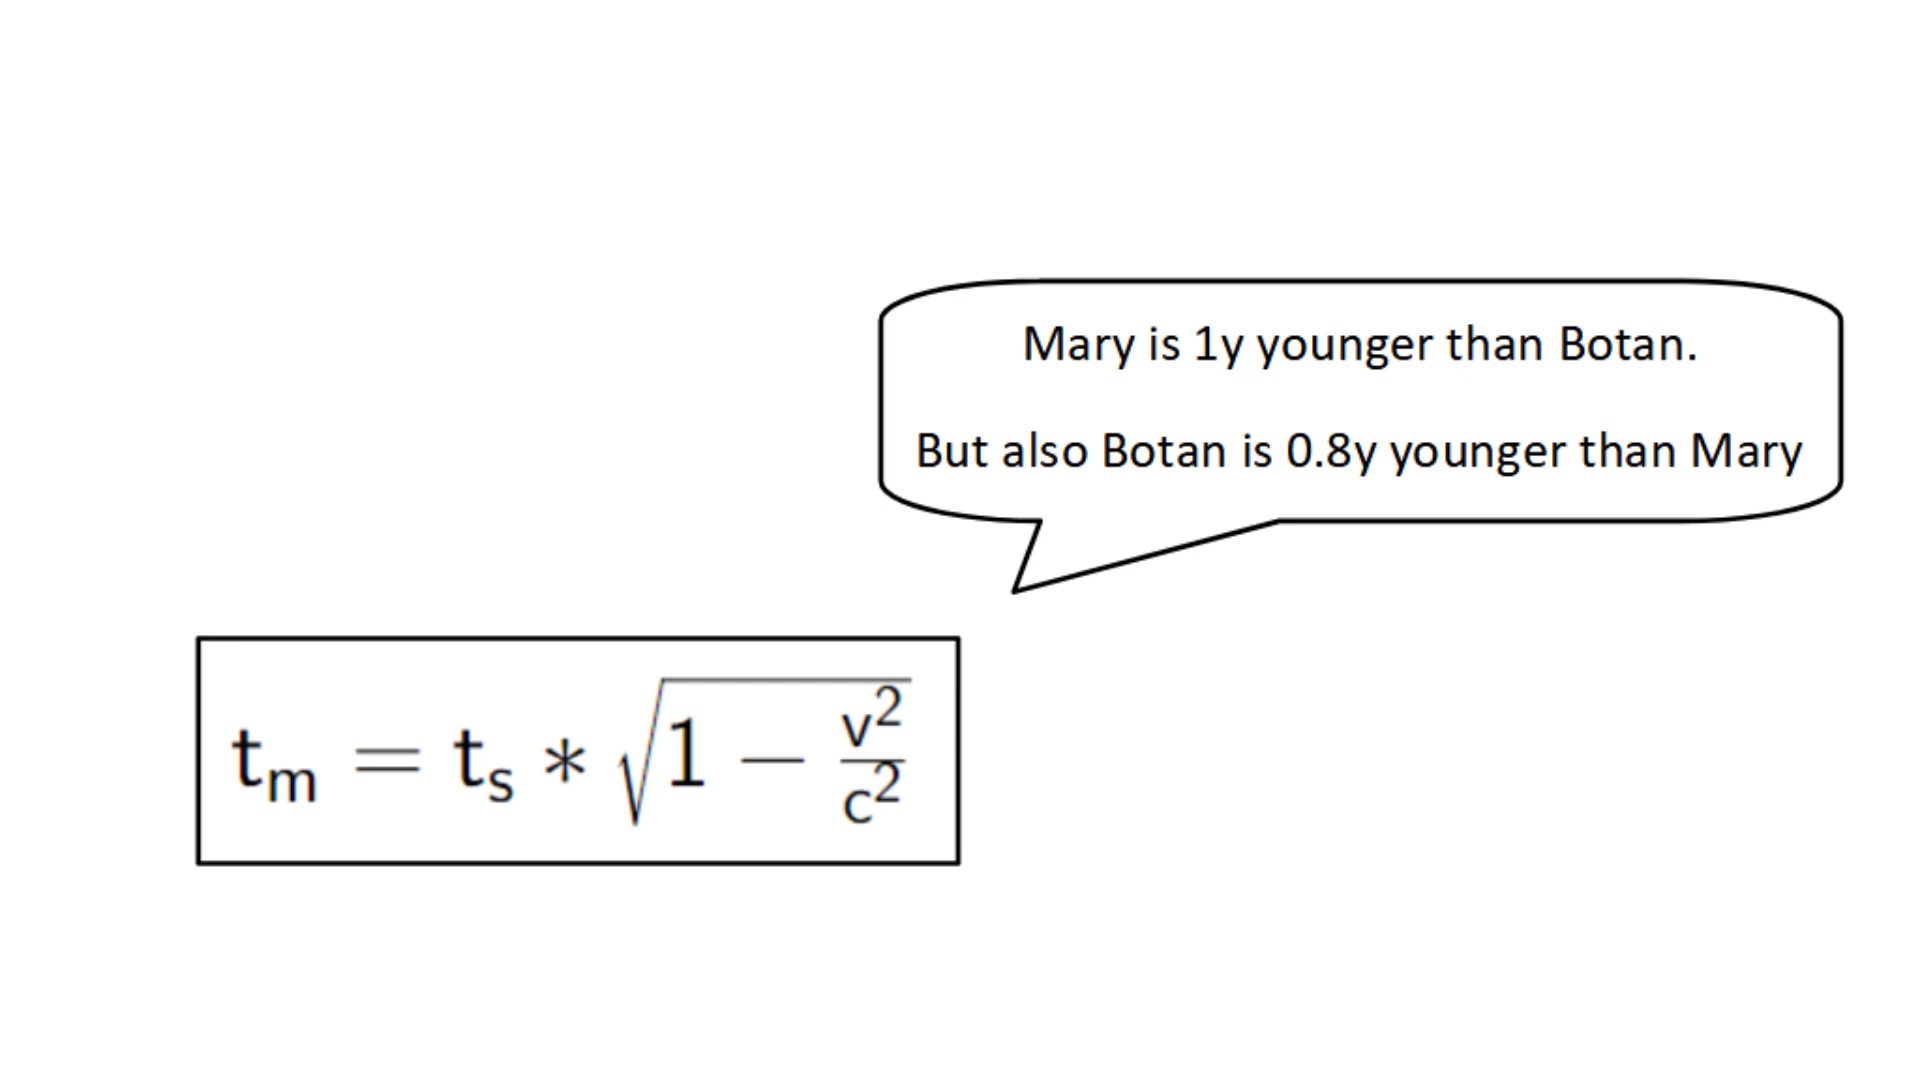 Mary is 1y younger than Botan.
But also Botan is 0.8y younger than Mary
tₘ = tₛ * √1 − v²/c²